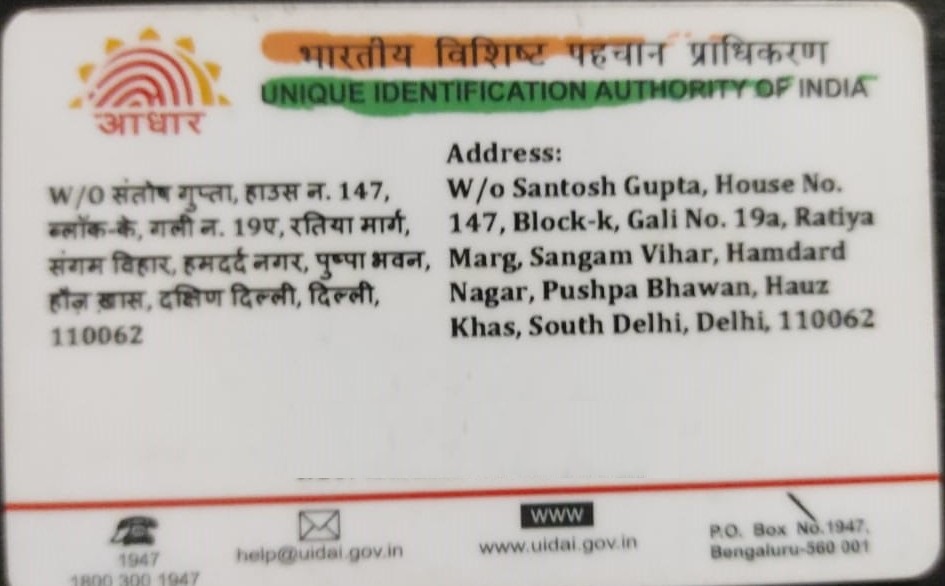 भारतीय विशिष्ट पहचान प्राधिकरण
UNIQUE IDENTIFICATION AUTHORITY OF INDIA
आधार
W/O संतोष गुप्ता, हाउस न. 147,
ब्लॉक-के, गली न. 19ए, रतिया मार्ग,
संगम विहार, हमदर्द नगर, पुष्पा भवन,
हौज़ ख़ास, दक्षिण दिल्ली, दिल्ली,
110062
Address:
W/o Santosh Gupta, House No.
147, Block-k, Gali No. 19a, Ratiya
Marg, Sangam Vihar, Hamdard
Nagar, Pushpa Bhawan, Hauz
Khas, South Delhi, Delhi, 110062
1947
1800 300 1947
help@uidai.gov.in
WWW
www.uidai.gov.in
P.O. Box No.1947,
Bengaluru-560 001